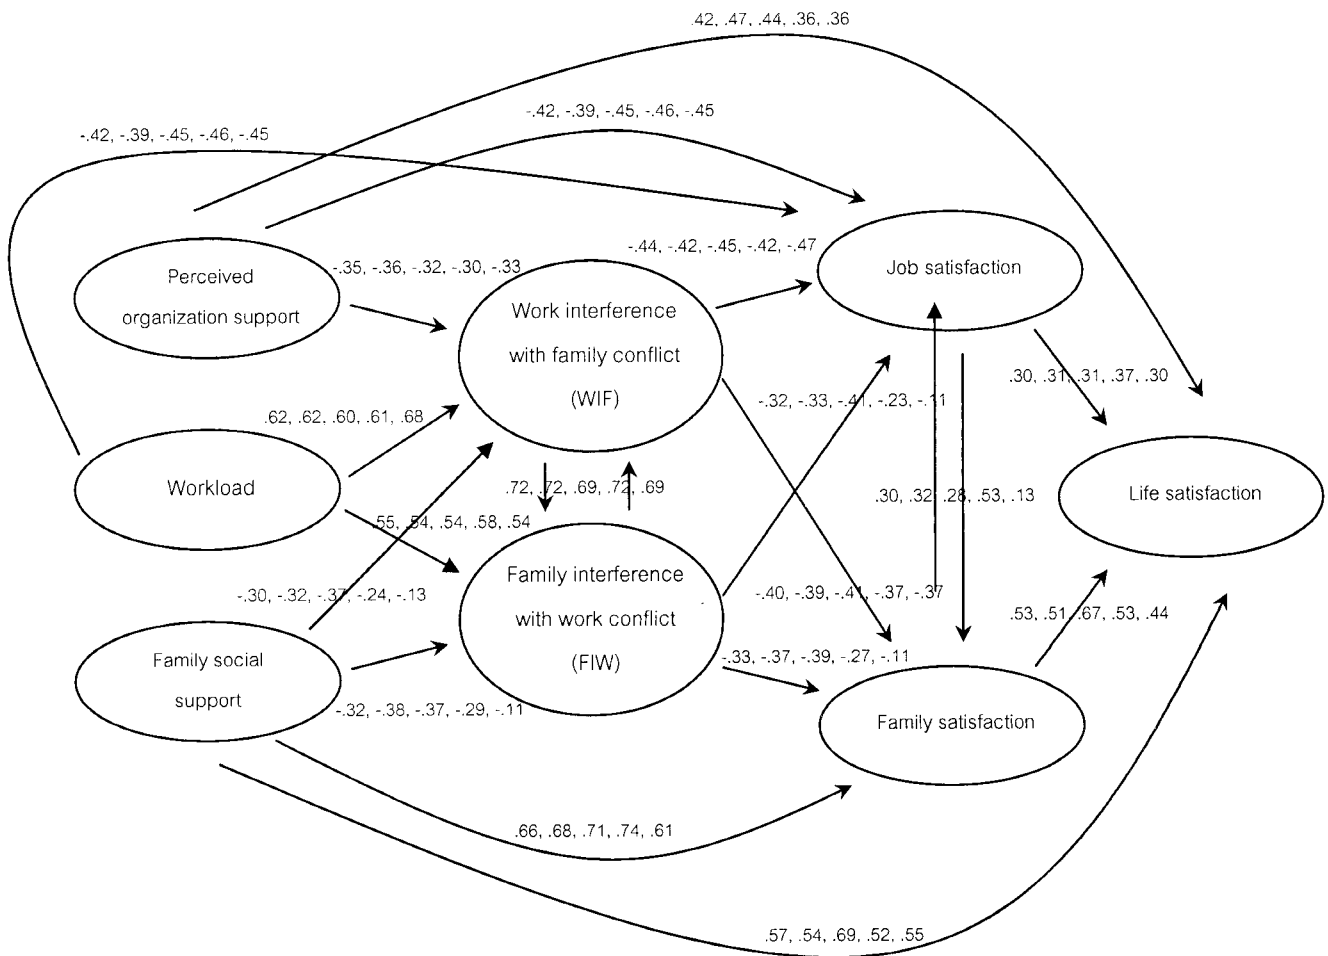 .42, .47, .44, .36, .36
-.42, -.39, -.45, -.46, -.45
-.42, -.39, -.45, -.46, -.45
Perceived
organization support
-.35, -.36, -.32, -.30, -.33
-.44, -.42, -.45, -.42, -.47
Job satisfaction
Work interference
with family conflict
(WIF)
.30, .31, .31, .37, .30
-.32, -.33, -.41, -.23, -.11
.62, .62, .60, .61, .68
Workload
.72, .72, .69, .72, .69
.30, .32, .28, .53, .13
Life satisfaction
.55, .54, .54, .58, .54
Family interference
with work conflict
(FIW)
-.30, -.32, -.37, -.24, -.13
-.40, -.39, -.41, -.37, -.37
.53, .51, .67, .53, .44
Family social
support
-.33, -.37, -.39, -.27, -.11
-.32, -.38, -.37, -.29, -.11
Family satisfaction
.66, .68, .71, .74, .61
.57, .54, .69, .52, .55